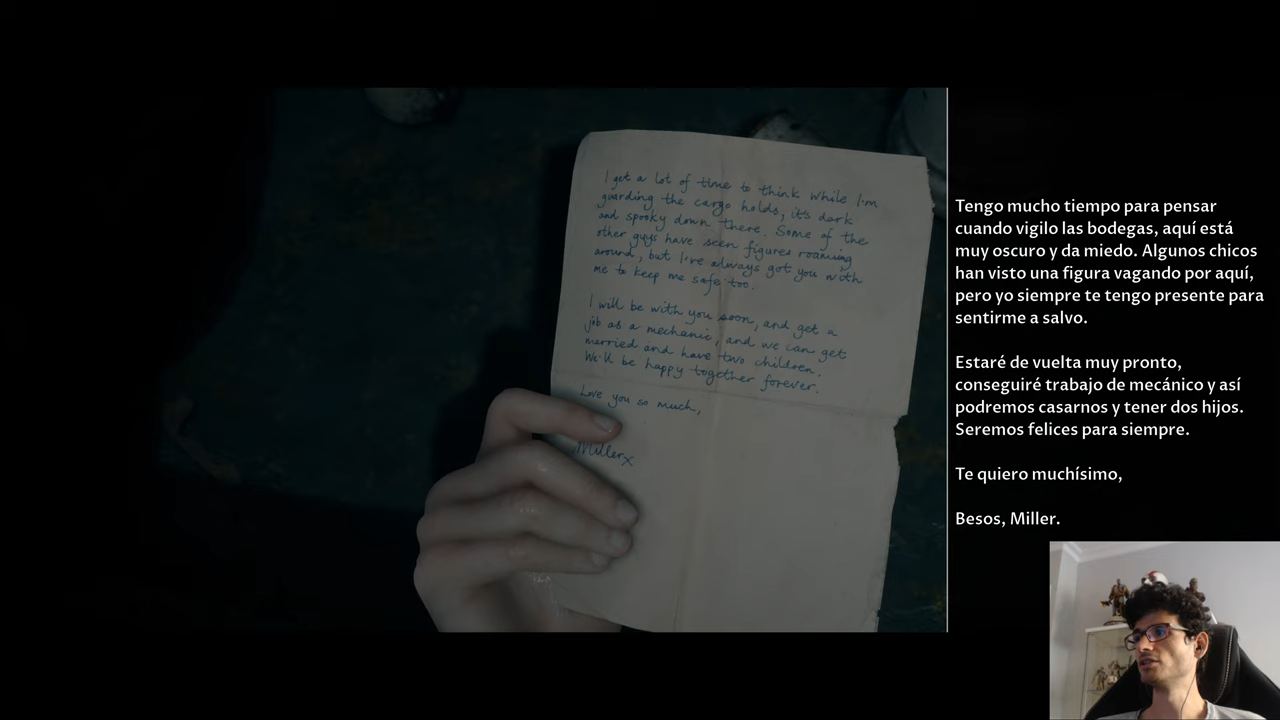 I get a lot of time to think while I'm
guarding the cargo holds, it's dark
and spooky down there. Some of the
other guys have seen figures roaming
around, but I've always got you with
me to keep me safe too.
I will be with you soon, and get a
job as a mechanic, and we can get
married and have two children.
We'll be happy together forever.
Love you so much,
Miller x
Tengo mucho tiempo para pensar
cuando vigilo las bodegas, aquí está
muy oscuro y da miedo. Algunos chicos
han visto una figura vagando por aquí,
pero yo siempre te tengo presente para
sentirme a salvo.
Estaré de vuelta muy pronto,
conseguiré trabajo de mecánico y así
podremos casarnos y tener dos hijos.
Seremos felices para siempre.
Te quiero muchísimo,
Besos, Miller.